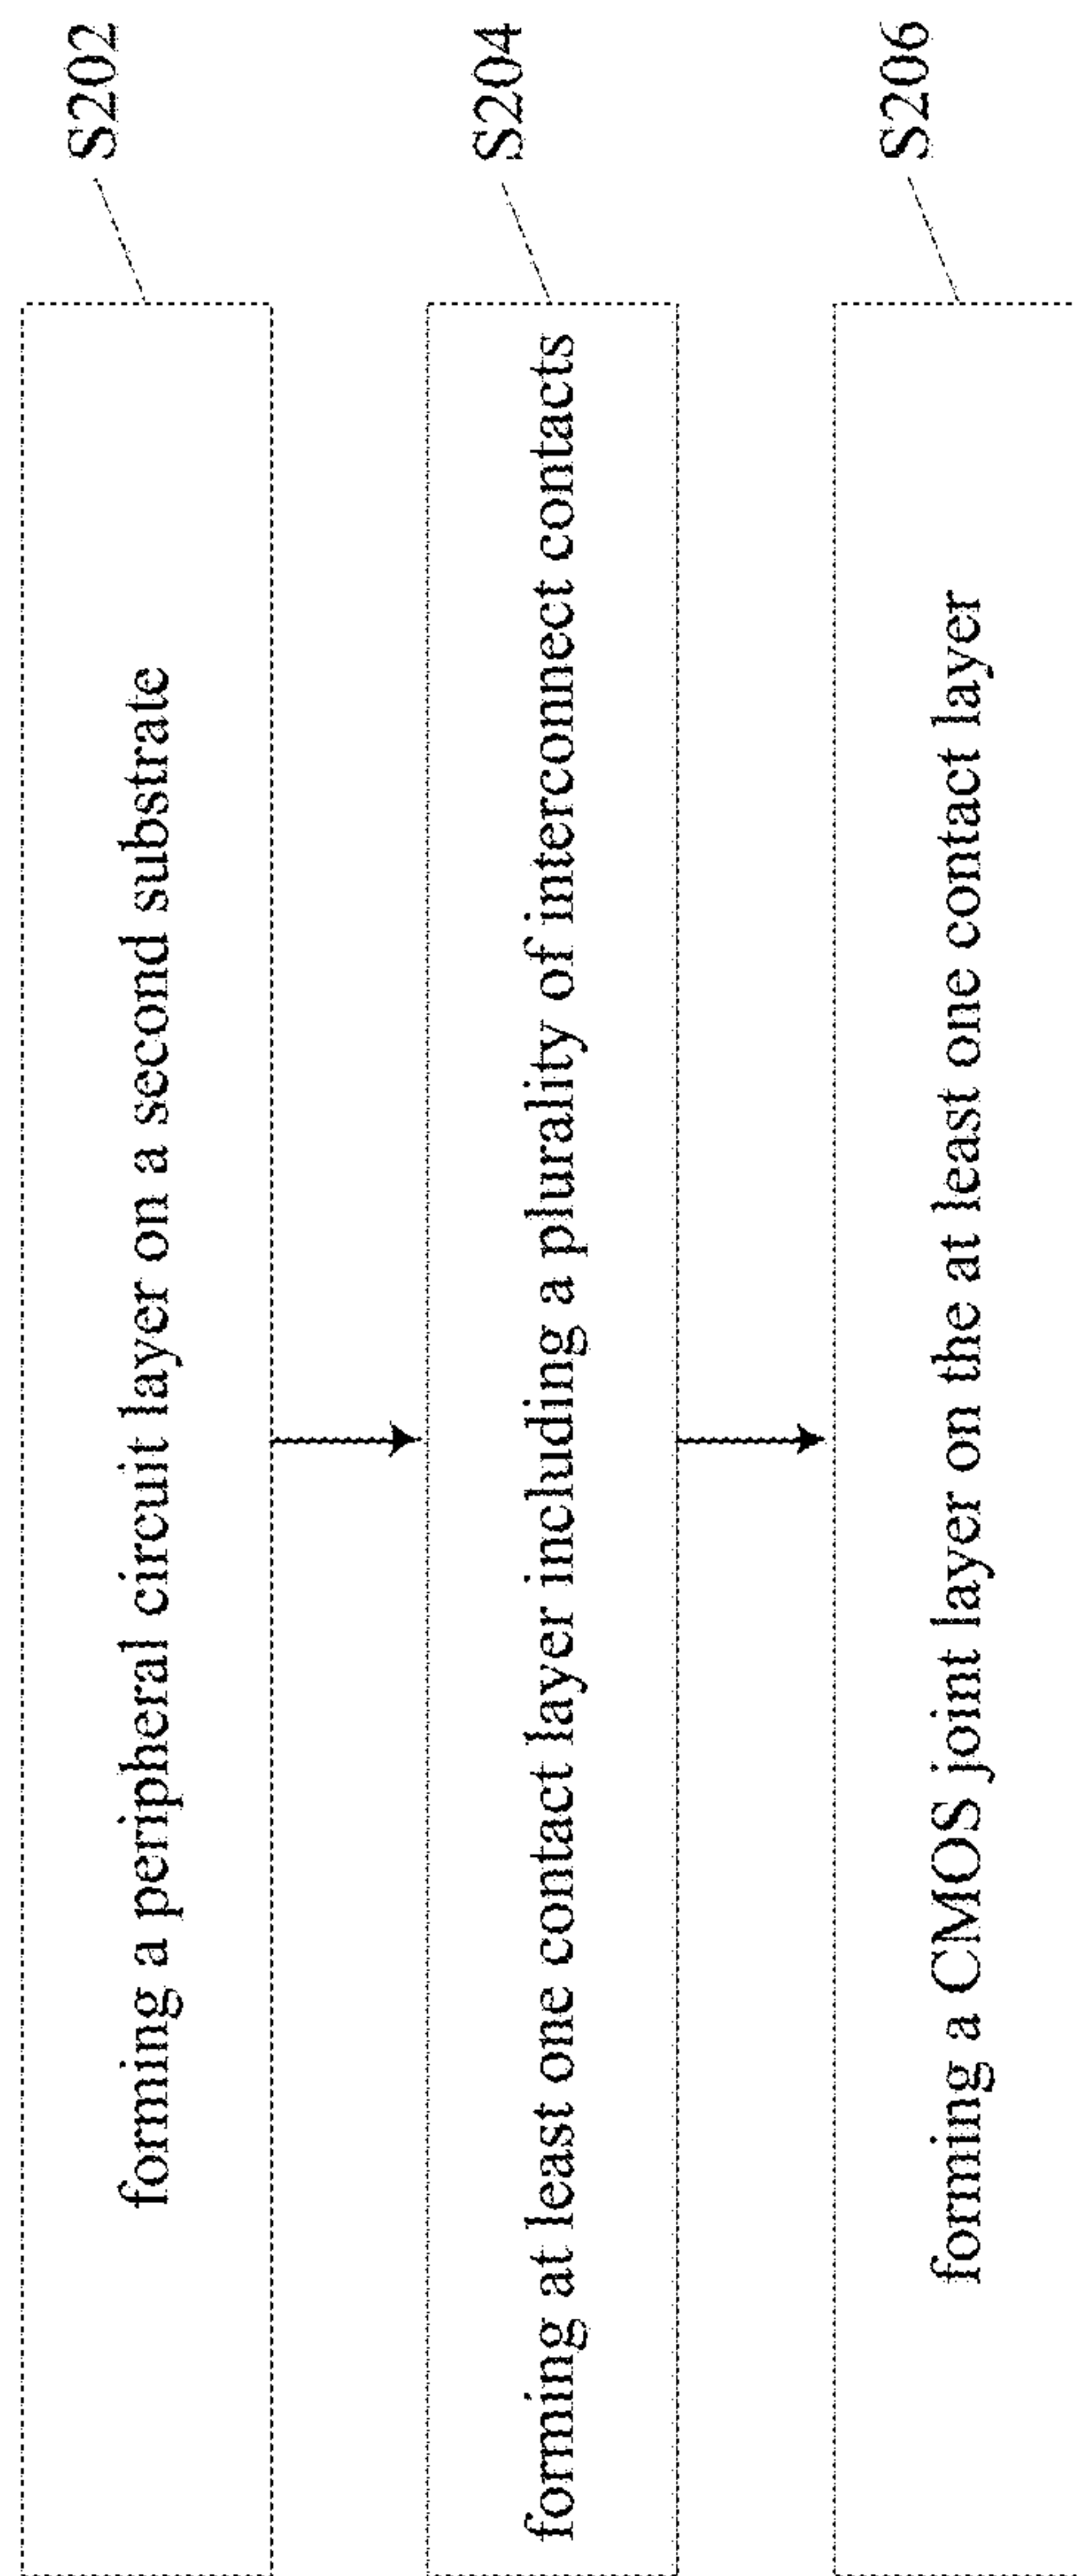 forming a peripheral circuit layer on a second substrate
S202
forming at least one contact layer including a plurality of interconnect contacts
S204
forming a CMOS joint layer on the at least one contact layer
S206